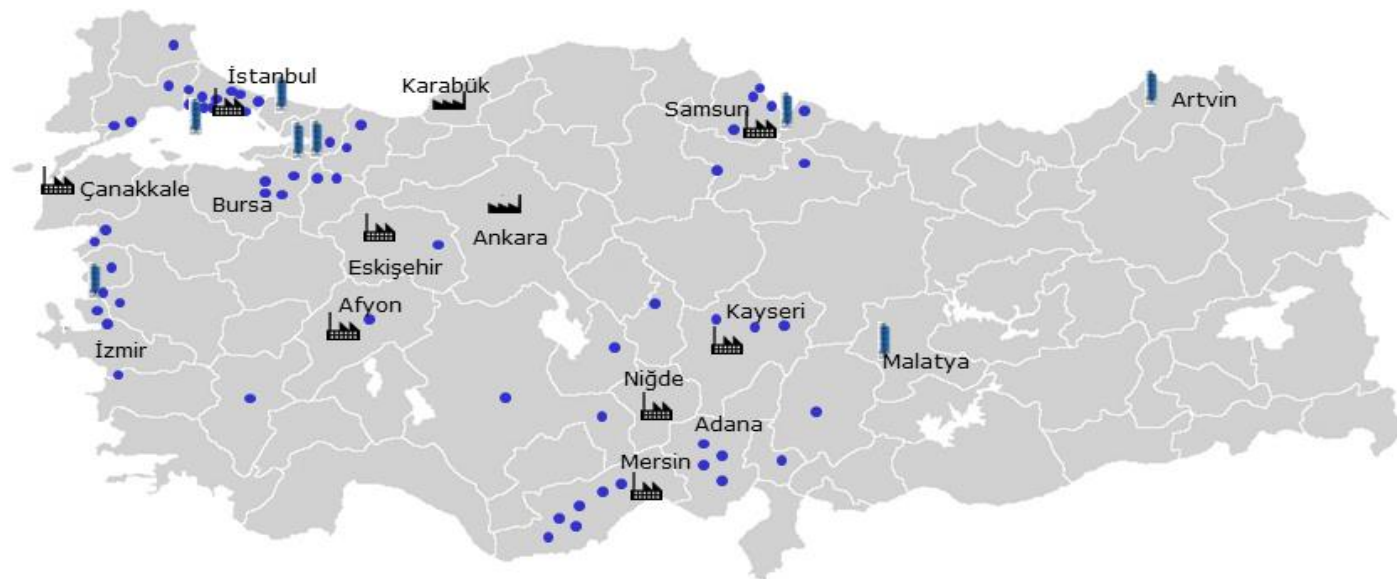 İstanbul
Karabük
Artvin
Samsun
Çanakkale
Bursa
Ankara
Eskişehir
Afyon
Kayseri
İzmir
Malatya
Niğde
Adana
Mersin